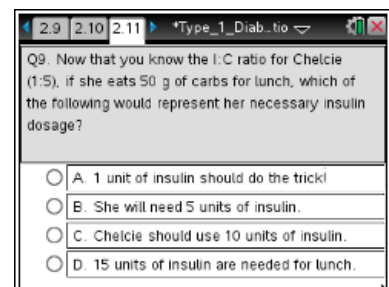 2.9 2.10 2.11 *Type_1_Diab...tio
Q9. Now that you know the I:C ratio for Chelcie
(1:5), if she eats 50 g of carbs for lunch, which of
the following would represent her necessary insulin
dosage?
A. 1 unit of insulin should do the trick!
B. She will need 5 units of insulin.
C. Chelcie should use 10 units of insulin.
D. 15 units of insulin are needed for lunch.